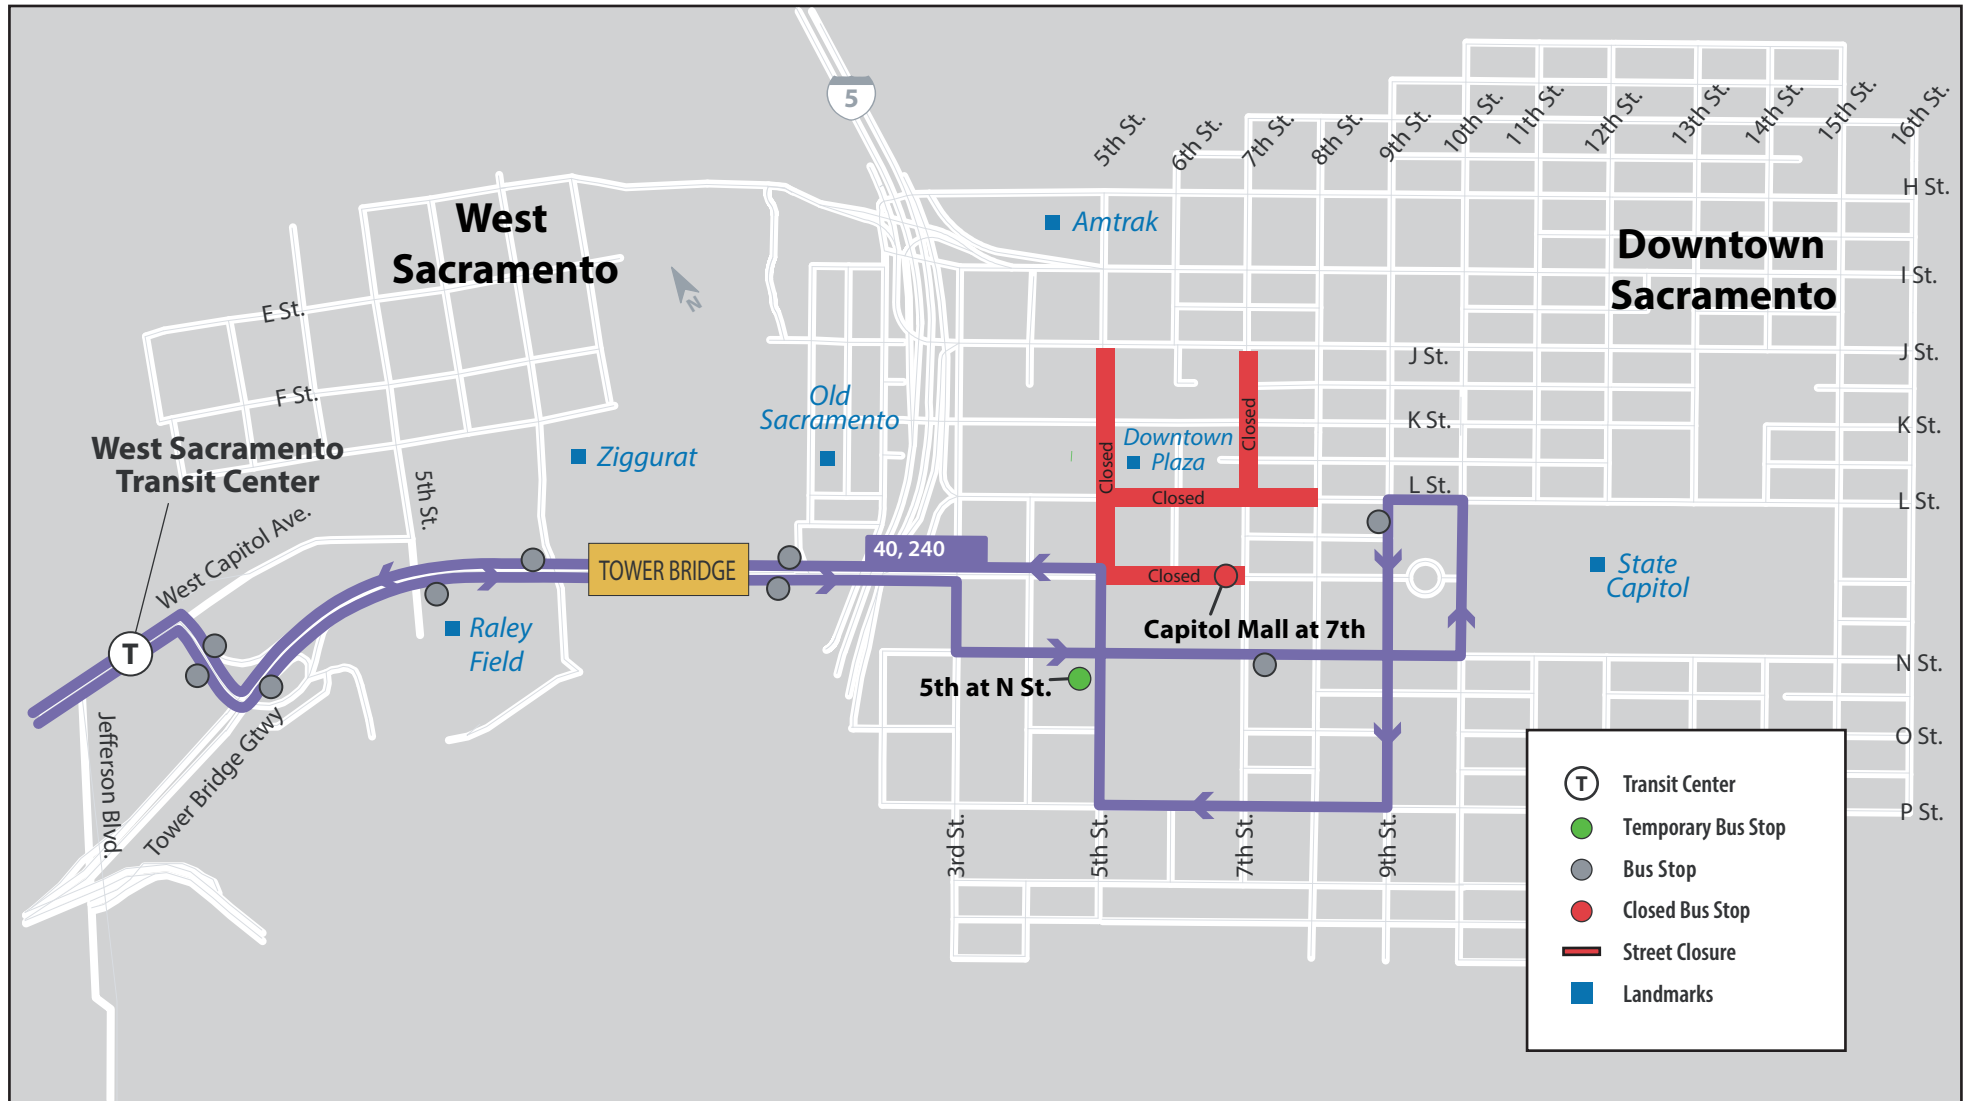 5
5th St.
6th St.
7th St.
8th St.
9th St.
10th St.
11th St.
12th St.
13th St.
14th St.
15th St.
16th St.
H St.
West
Sacramento
Amtrak
Downtown
Sacramento
I St.
N
E St.
J St.
J St.
F St.
Old
Sacramento
Closed
K St.
K St.
West Sacramento
Transit Center
Ziggurat
Downtown
Plaza
Closed
5th St.
Closed
L St.
L St.
West Capitol Ave.
40, 240
TOWER BRIDGE
Closed
State
Capitol
Raley
Field
Capitol Mall at 7th
T
N St.
5th at N St.
Jefferson Blvd.
Tower Bridge Gtwy
O St.
P St.
3rd St.
5th St.
7th St.
9th St.
T Transit Center
Temporary Bus Stop
Bus Stop
Closed Bus Stop
Street Closure
Landmarks